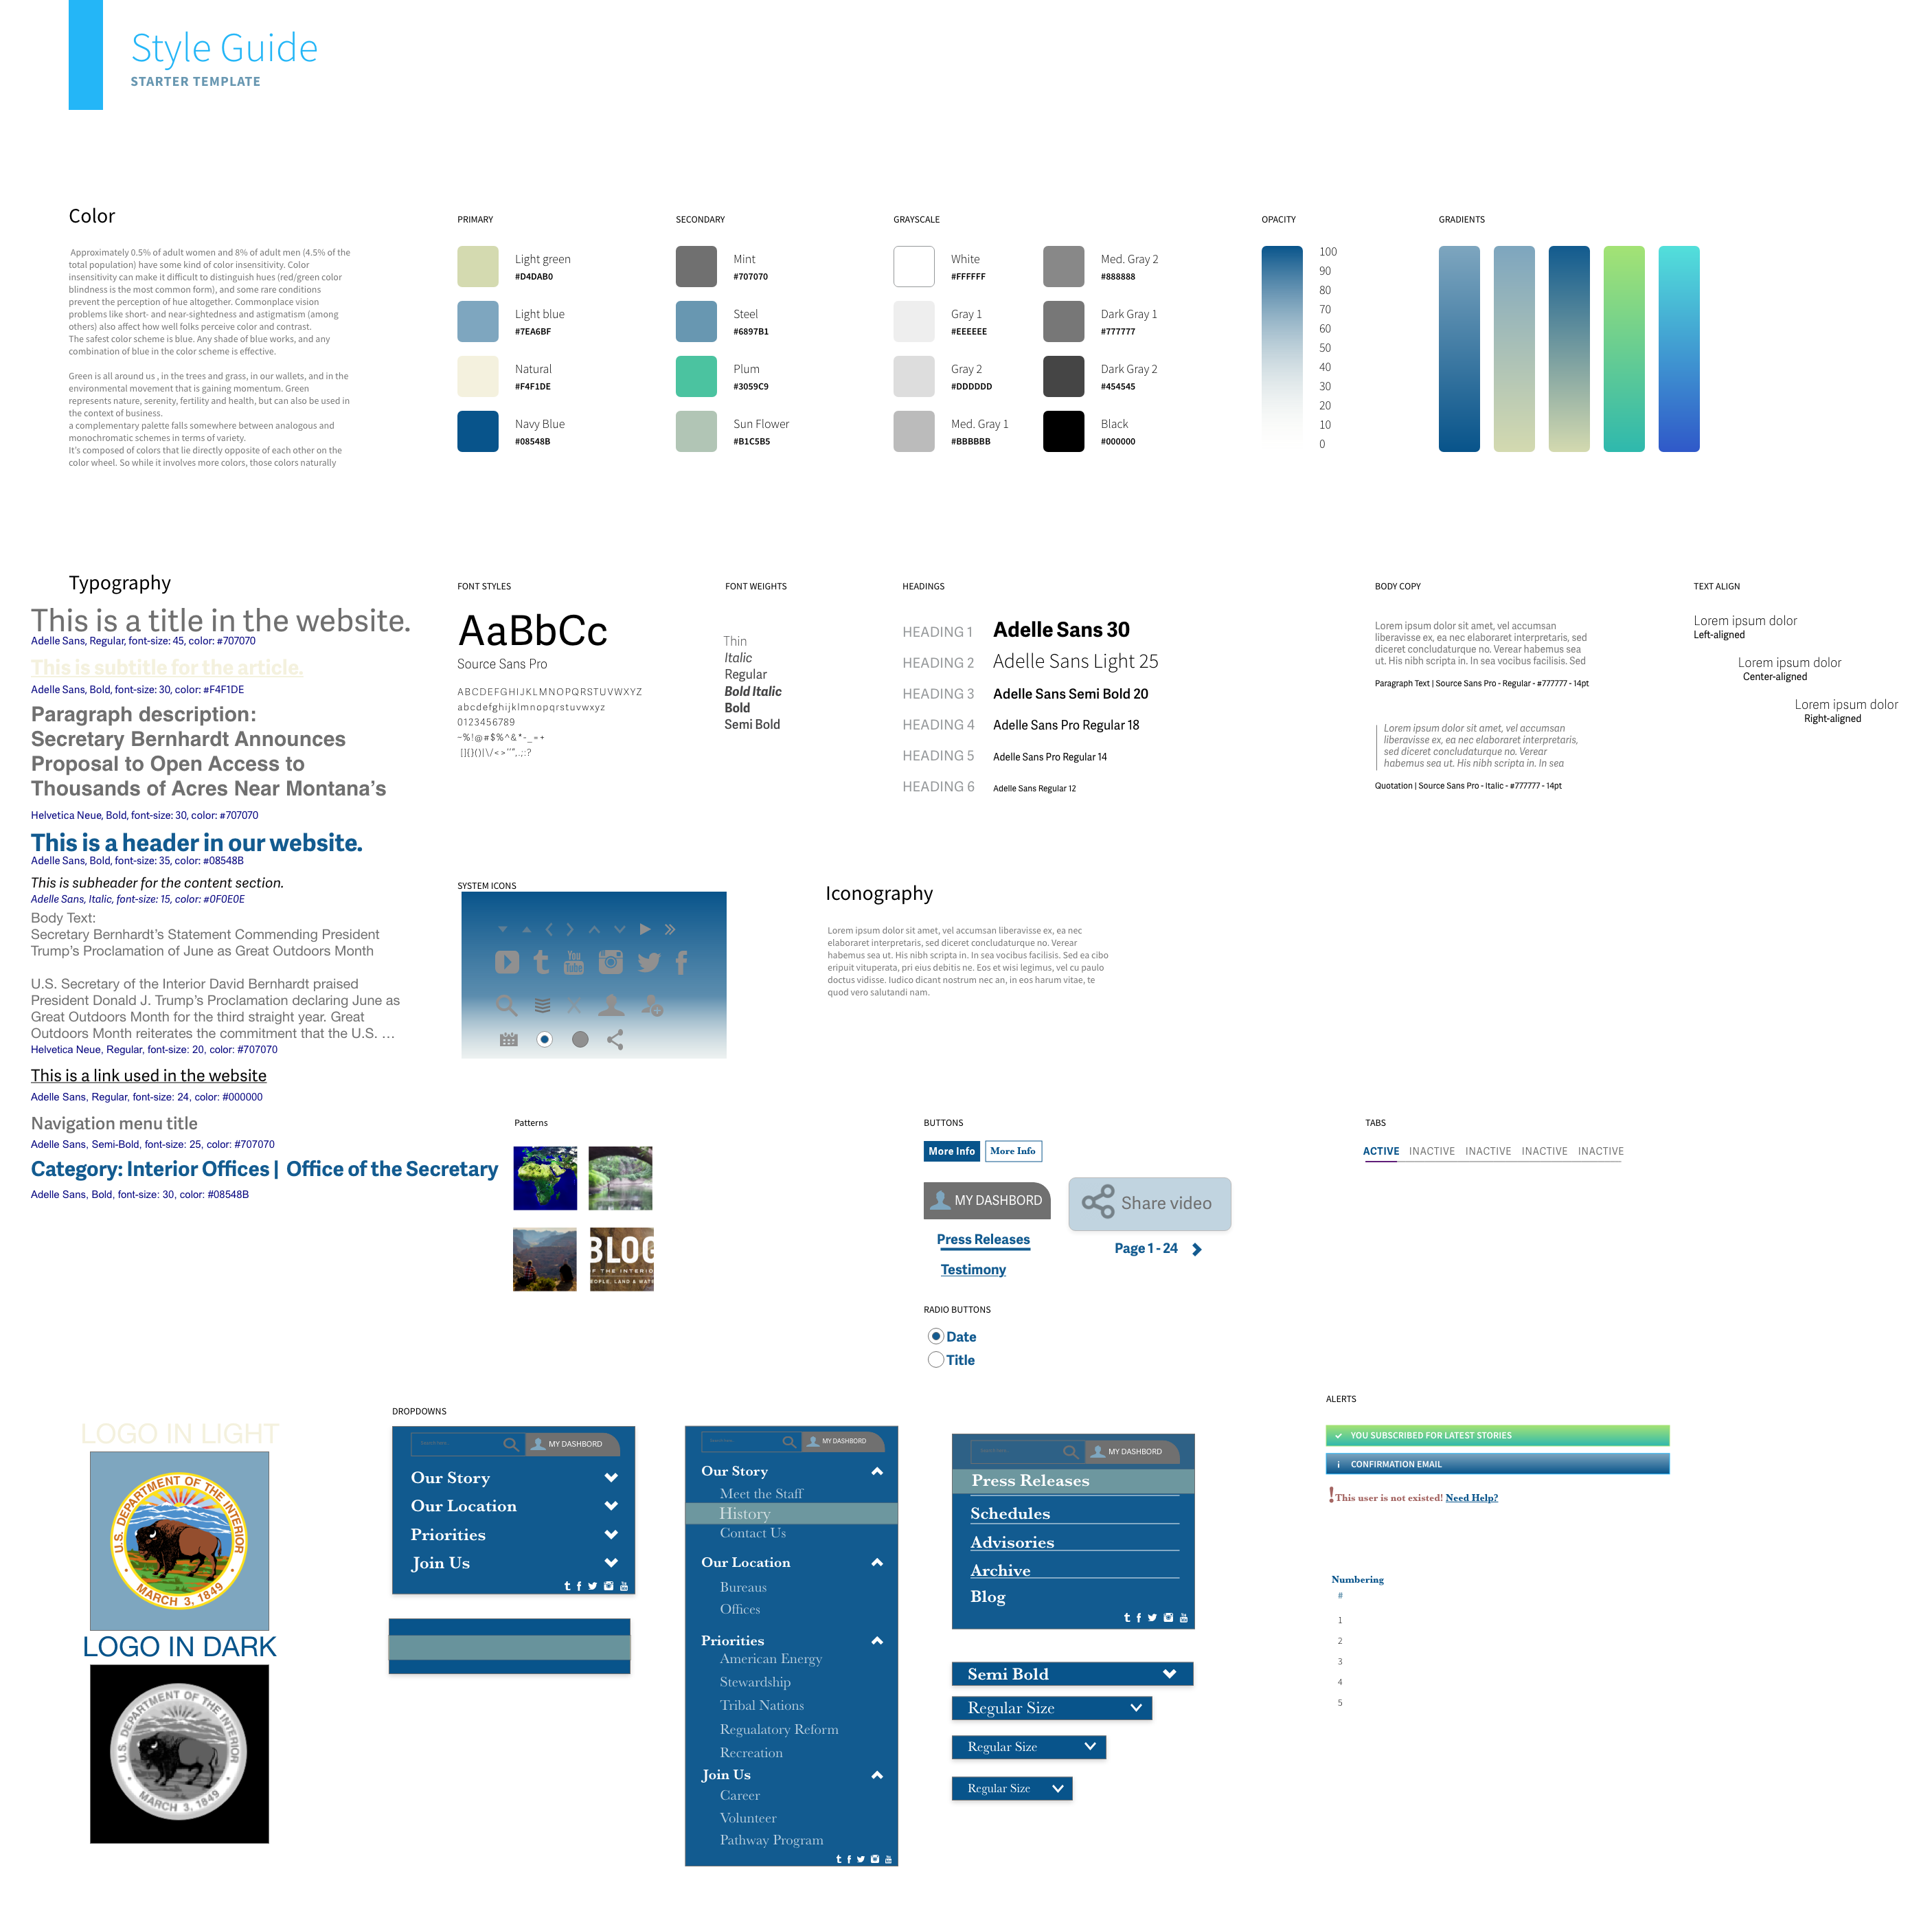 Style Guide
STARTER TEMPLATE
Color
Approximately 0.5% of adult women and 8% of adult men (4.5% of the
total population) have some kind of color insensitivity. Color
insensitivity can make it difficult to distinguish hues (red/green color
blindness is the most common form), and some rare conditions
prevent the perception of hue altogether. Commonplace vision
problems like short- and near-sightedness and astigmatism (among
others) also affect how well folks perceive color and contrast.
The safest color scheme is blue. Any shade of blue works, and any
combination of blue in the color scheme is effective.
Green is all around us , in the trees and grass, in our wallets, and in the
environmental movement that is gaining momentum. Green
represents nature, serenity, fertility and health, but can also be used in
the context of business.
a complementary palette falls somewhere between analogous and
monochromatic schemes in terms of variety.
It's composed of colors that lie directly opposite of each other on the
color wheel. So while it involves more colors, those colors naturally
PRIMARY
Light green
#D4DAB0
Light blue
#7EA6BF
Natural
#F4F1DE
Navy Blue
#08548B
SECONDARY
Mint
#707070
Steel
#6897B1
Plum
#3059C9
Sun Flower
#B1C5B5
GRAYSCALE
White
#FFFFFF
Gray 1
#EEEEEE
Gray 2
#DDDDDD
Med. Gray 1
#BBBBBB
Med. Gray 2
#888888
Dark Gray 1
#777777
Dark Gray 2
#454545
Black
#000000
OPACITY
100
90
80
70
60
50
40
30
20
10
0
GRADIENTS
Typography
This is a title in the website.
Adelle Sans, Regular, font-size: 45, color: #707070
This is subtitle for the article.
Adelle Sans, Bold, font-size: 30, color: #F4F1DE
Paragraph description:
Secretary Bernhardt Announces
Proposal to Open Access to
Thousands of Acres Near Montana's
Helvetica Neue, Bold, font-size: 30, color: #707070
This is a header in our website.
Adelle Sans, Bold, font-size: 35, color: #08548B
This is subheader for the content section.
Adelle Sans, Italic, font-size: 15, color: #0F0E0E
Body Text:
Secretary Bernhardt's Statement Commending President
Trump's Proclamation of June as Great Outdoors Month
U.S. Secretary of the Interior David Bernhardt praised
President Donald J. Trump's Proclamation declaring June as
Great Outdoors Month for the third straight year. Great
Outdoors Month reiterates the commitment that the U.S. …
Helvetica Neue, Regular, font-size: 20, color: #707070
This is a link used in the website
Adelle Sans, Regular, font-size: 24, color: #000000
Navigation menu title
Adelle Sans, Semi-Bold, font-size: 25, color: #707070
Category: Interior Offices | Office of the Secretary
Adelle Sans, Bold, font-size: 30, color: #08548B
FONT STYLES
AaBbCc
Source Sans Pro
ABCDEFGHIJKLMNOPQRSTUVWXYZ
abcdefghijklmnopqrstuvwxyz
0123456789
~%!@#$%^&*-_=+
[]{}()|\/<>'"",.;:?
FONT WEIGHTS
Thin
Italic
Regular
Bold Italic
Bold
Semi Bold
HEADINGS
HEADING 1 Adelle Sans 30
HEADING 2 Adelle Sans Light 25
HEADING 3 Adelle Sans Semi Bold 20
HEADING 4 Adelle Sans Pro Regular 18
HEADING 5 Adelle Sans Pro Regular 14
HEADING 6 Adelle Sans Regular 12
BODY COPY
Lorem ipsum dolor sit amet, vel accumsan
liberavisse ex, ea nec elaboraret interpretaris, sed
diceret concludaturque no. Verear habemus sea
ut. His nibh scripta in. In sea vocibus facilisis. Sed
Paragraph Text | Source Sans Pro - Regular - #777777 - 14pt
Lorem ipsum dolor sit amet, vel accumsan
liberavisse ex, ea nec elaboraret interpretaris,
sed diceret concludaturque no. Verear
habemus sea ut. His nibh scripta in. In sea
Quotation | Source Sans Pro - Italic - #777777 - 14pt
TEXT ALIGN
Lorem ipsum dolor
Left-aligned
Lorem ipsum dolor
Center-aligned
Lorem ipsum dolor
Right-aligned
SYSTEM ICONS
You
Tube
Iconography
Lorem ipsum dolor sit amet, vel accumsan liberavisse ex, ea nec
elaboraret interpretaris, sed diceret concludaturque no. Verear
habemus sea ut. His nibh scripta in. In sea vocibus facilisis. Sed ea cibo
eripuit vituperata, pri eius debitis ne. Eos et wisi legimus, vel cu paulo
doctus vidisse. Iudico dicant nostrum nec an, in eos harum vitae, te
quod vero salutandi nam.
Patterns
BLOG
OF THE INTERIO
EOPLE, LAND & WATE
BUTTONS
More Info
More Info
MY DASHBORD
Share video
Press Releases
Page 1 - 24
Testimony
RADIO BUTTONS
Date
Title
TABS
ACTIVE INACTIVE INACTIVE INACTIVE INACTIVE
LOGO IN LIGHT
U.S. DEPARTMENT OF THE INTERIOR
MARCH 3, 1849
LOGO IN DARK
U.S. DEPARTMENT OF THE INTERIOR
MARCH 3, 1849
DROPDOWNS
MY DASHBORD
Our Story
Our Location
Priorities
Join Us
MY DASHBORD
Our Story
Meet the Staff
History
Contact Us
Our Location
Bureaus
Offices
Priorities
American Energy
Stewardship
Tribal Nations
Regualatory Reform
Recreation
Join Us
Career
Volunteer
Pathway Program
MY DASHBORD
Press Releases
Schedules
Advisories
Archive
Blog
Semi Bold
Regular Size
Regular Size
Regular Size
ALERTS
YOU SUBSCRIBED FOR LATEST STORIES
CONFIRMATION EMAIL
!This user is not existed! Need Help?
Numbering
#
1
2
3
4
5